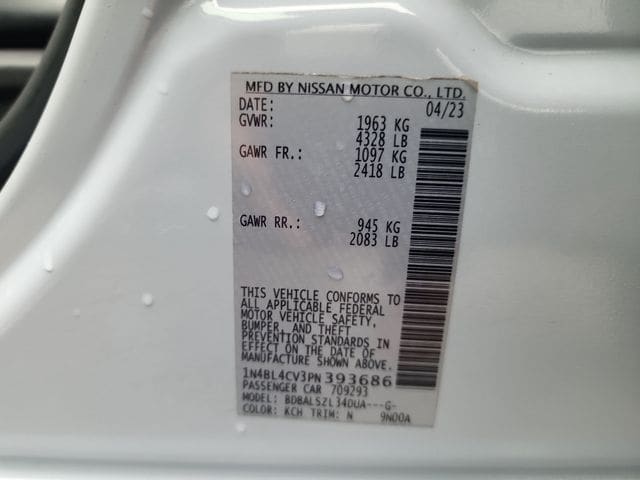 MFD BY NISSAN MOTOR CO., LTD.
DATE: 04/23
GVWR: 1963 KG
4328 LB
GAWR FR.: 1097 KG
2418 LB
GAWR RR.: 945 KG
2083 LB
THIS VEHICLE CONFORMS TO
ALL APPLICABLE FEDERAL
MOTOR VEHICLE SAFETY,
BUMPER, AND THEFT
PREVENTION STANDARDS IN
EFFECT ON THE DATE OF
MANUFACTURE SHOWN ABOVE.
1N4BL4CV3PN393686
PASSENGER CAR 709293
MODEL: BDBALSZL34DUA---G-
COLOR: KCH TRIM: N 9N00A